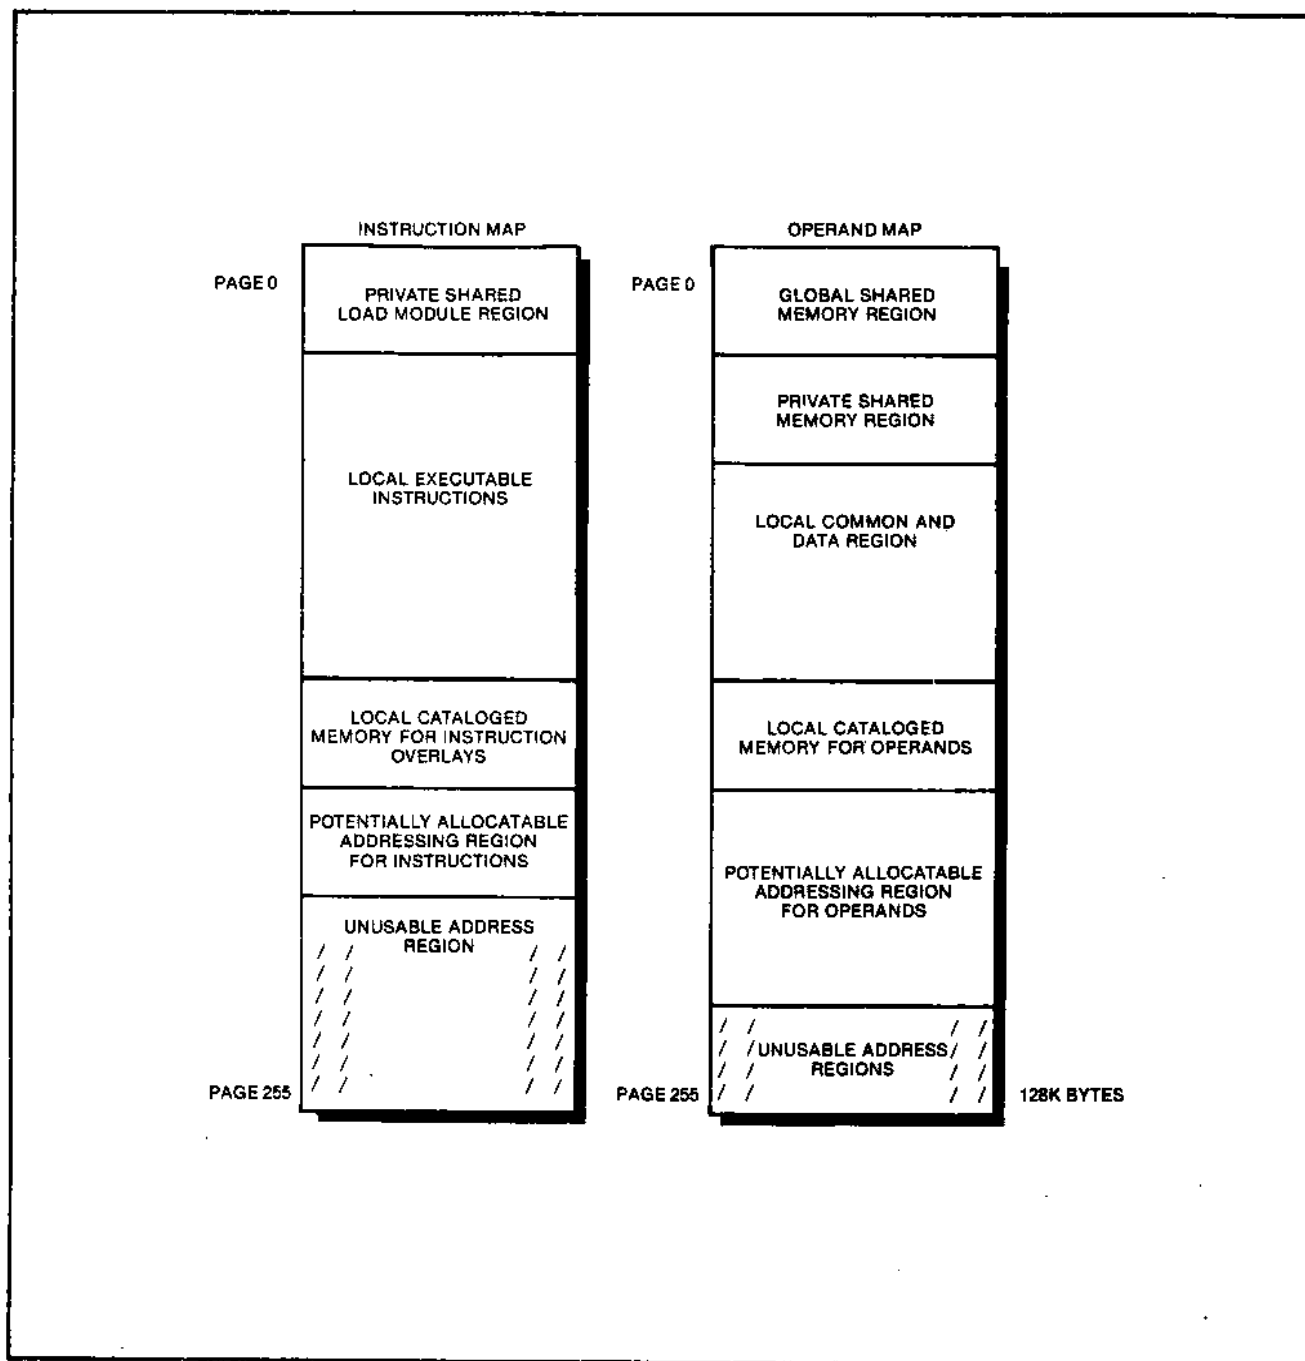 INSTRUCTION MAP
PAGE 0
PRIVATE SHARED
LOAD MODULE REGION
LOCAL EXECUTABLE
INSTRUCTIONS
LOCAL CATALOGED
MEMORY FOR INSTRUCTION
OVERLAYS
POTENTIALLY ALLOCATABLE
ADDRESSING REGION
FOR INSTRUCTIONS
UNUSABLE ADDRESS
REGION
PAGE 255
OPERAND MAP
PAGE 0
GLOBAL SHARED
MEMORY REGION
PRIVATE SHARED
MEMORY REGION
LOCAL COMMON AND
DATA REGION
LOCAL CATALOGED
MEMORY FOR OPERANDS
POTENTIALLY ALLOCATABLE
ADDRESSING REGION
FOR OPERANDS
UNUSABLE ADDRESS
REGIONS
PAGE 255
128K BYTES